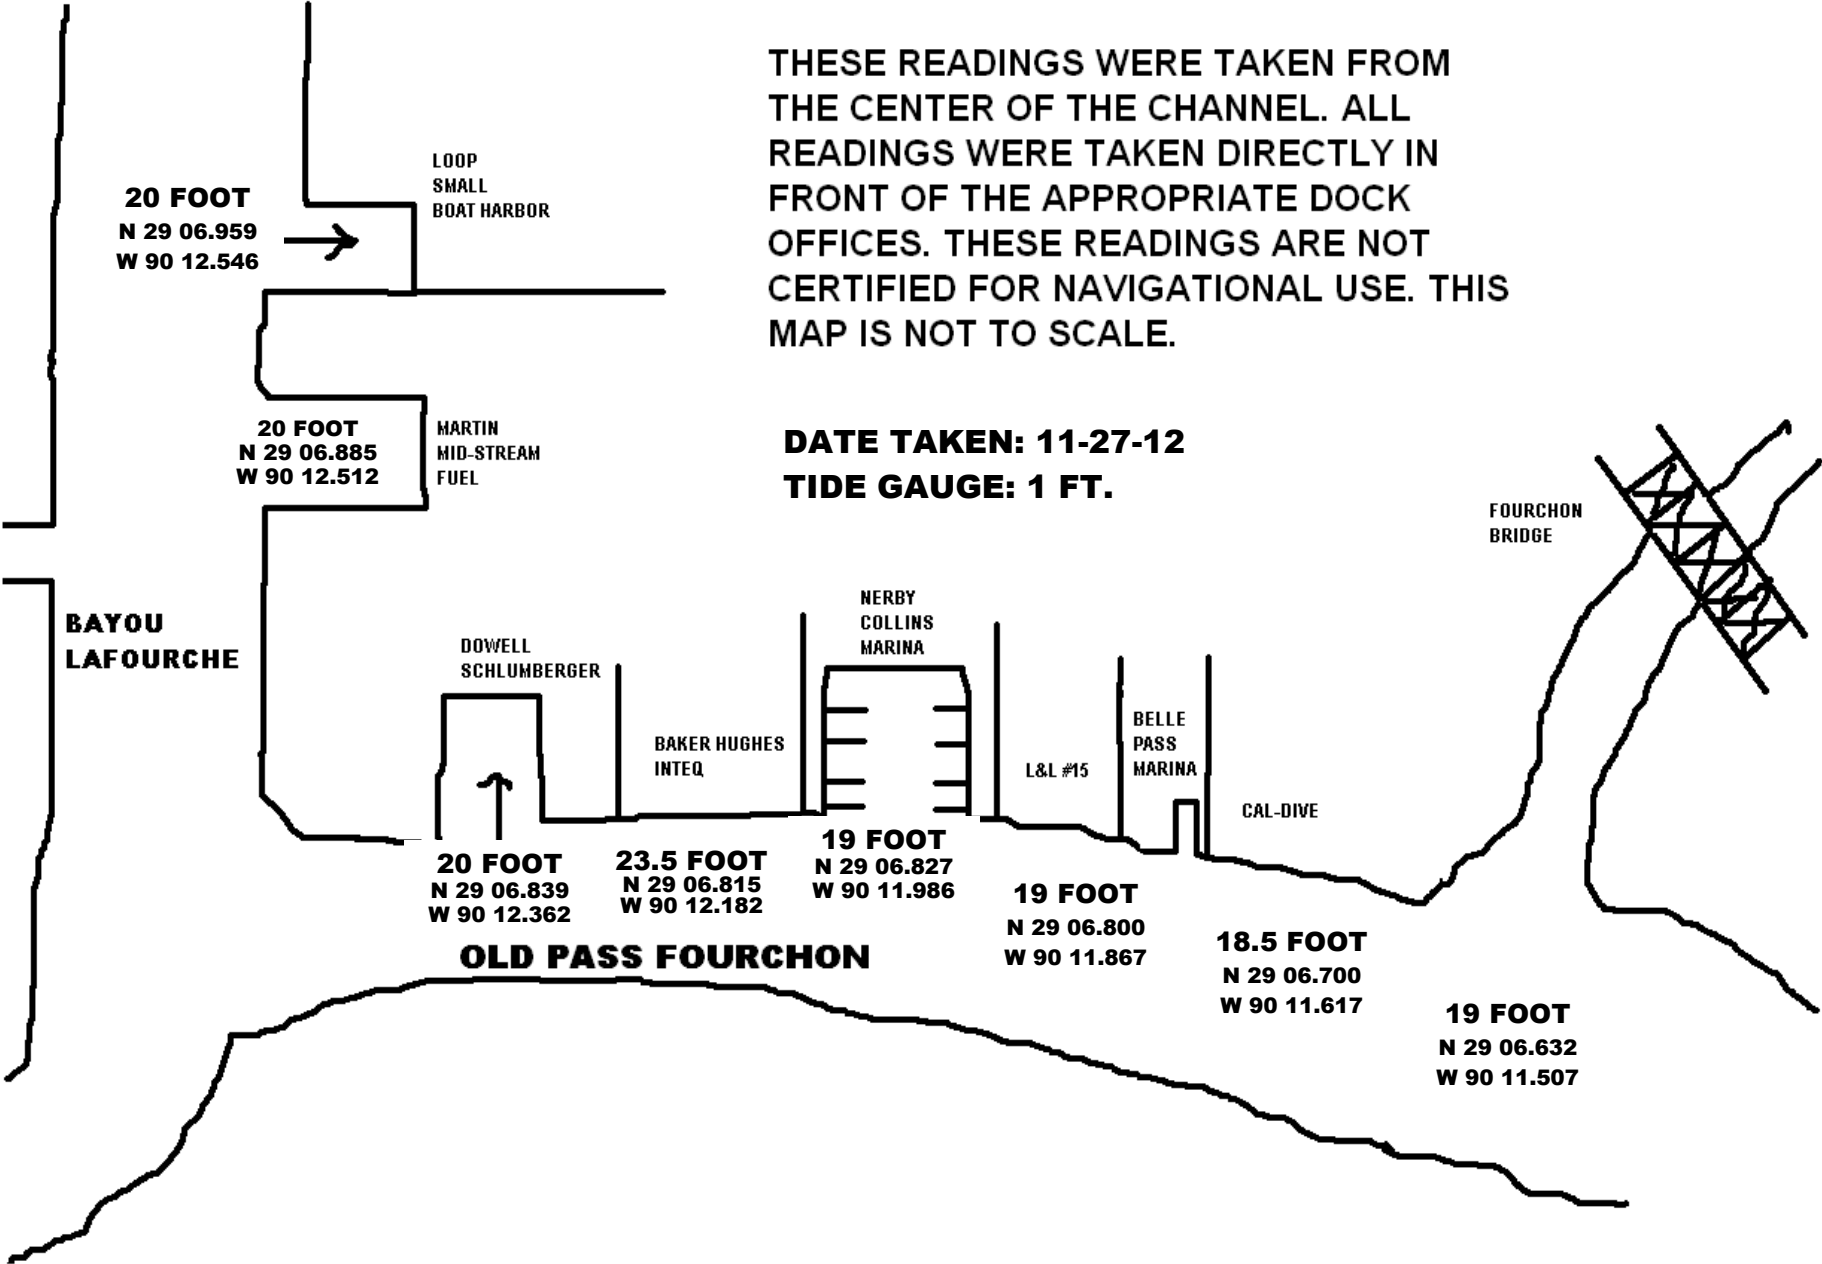 THESE READINGS WERE TAKEN FROM
THE CENTER OF THE CHANNEL. ALL
READINGS WERE TAKEN DIRECTLY IN
FRONT OF THE APPROPRIATE DOCK
OFFICES. THESE READINGS ARE NOT
CERTIFIED FOR NAVIGATIONAL USE. THIS
MAP IS NOT TO SCALE.
LOOP
SMALL
BOAT HARBOR
20 FOOT
N 29 06.959
W 90 12.546
20 FOOT
N 29 06.885
W 90 12.512
MARTIN
MID-STREAM
FUEL
DATE TAKEN: 11-27-12
TIDE GAUGE: 1 FT.
FOURCHON
BRIDGE
BAYOU
LAFOURCHE
DOWELL
SCHLUMBERGER
BAKER HUGHES
INTEQ
NERBY
COLLINS
MARINA
L&L #15
BELLE
PASS
MARINA
CAL-DIVE
20 FOOT
N 29 06.839
W 90 12.362
23.5 FOOT
N 29 06.815
W 90 12.182
19 FOOT
N 29 06.827
W 90 11.986
19 FOOT
N 29 06.800
W 90 11.867
18.5 FOOT
N 29 06.700
W 90 11.617
19 FOOT
N 29 06.632
W 90 11.507
OLD PASS FOURCHON